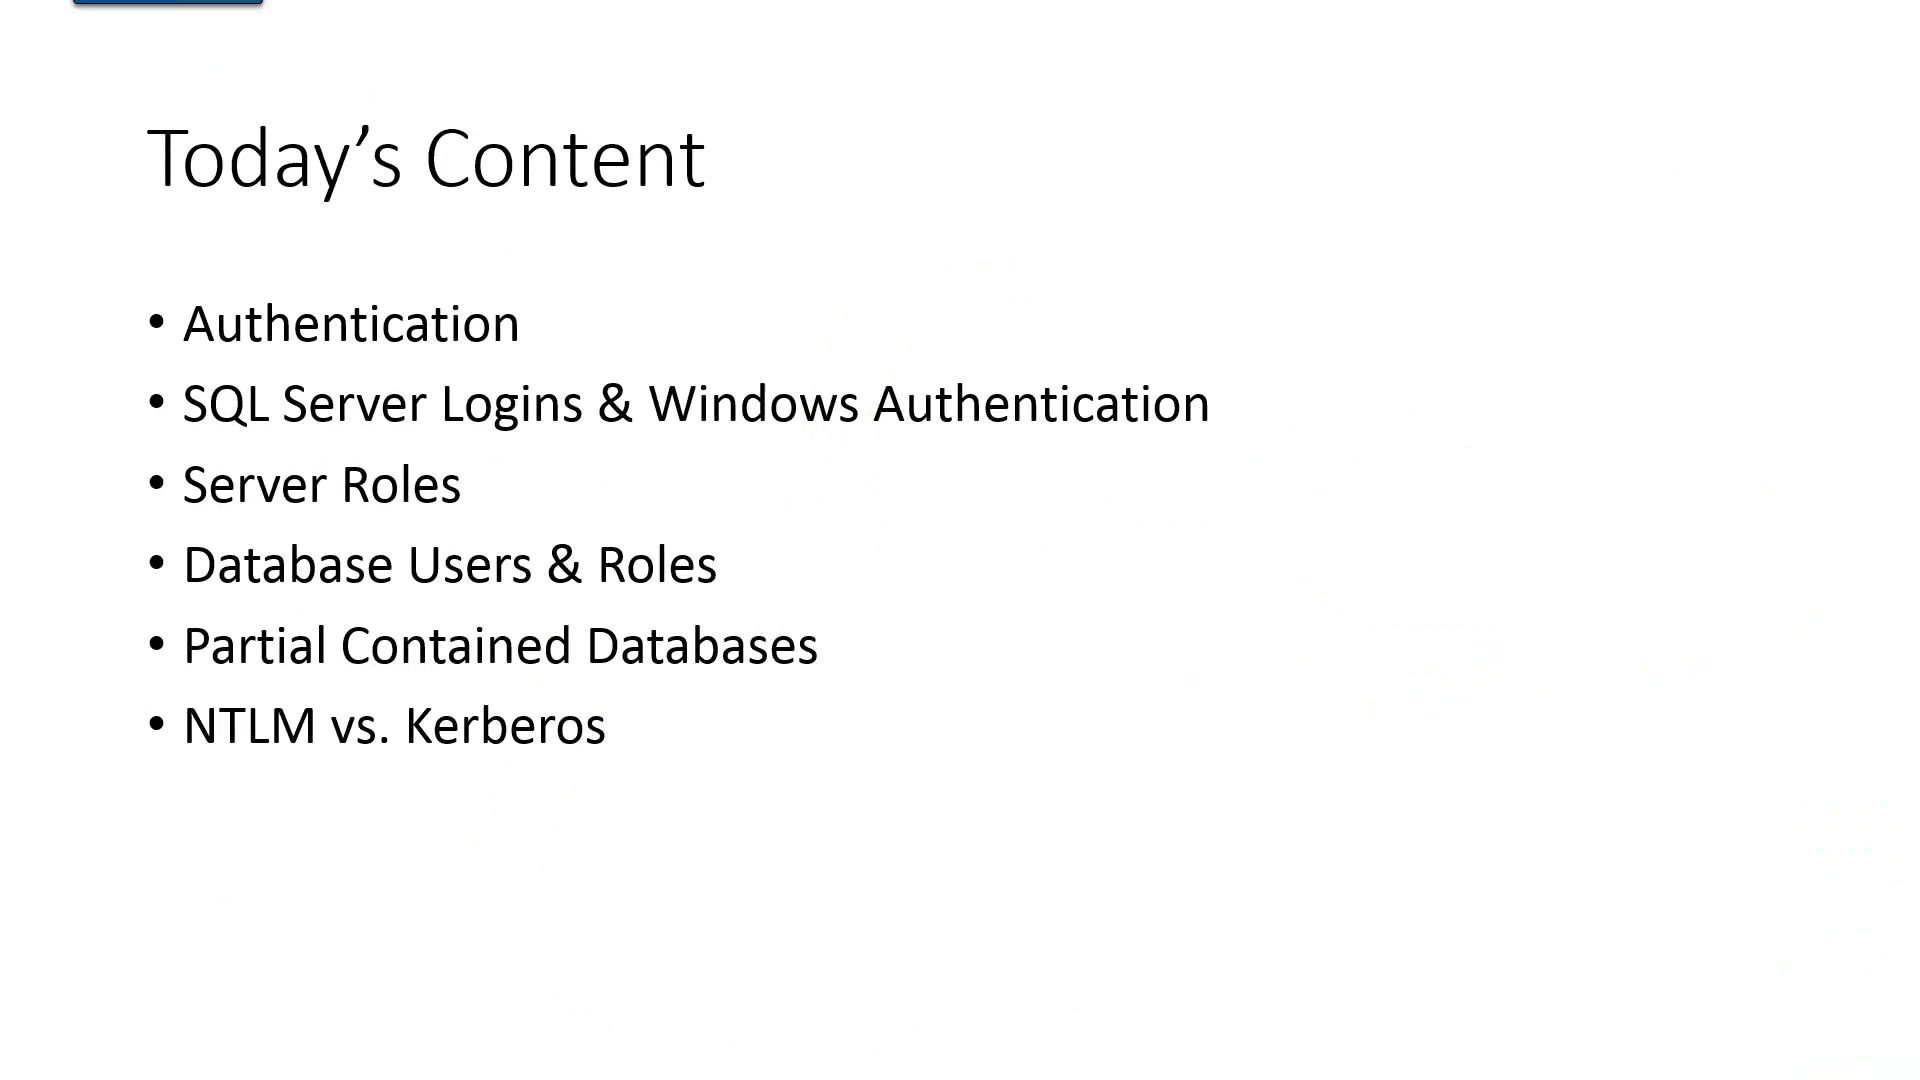 Today’s Content
• Authentication
• SQL Server Logins & Windows Authentication
• Server Roles
• Database Users & Roles
• Partial Contained Databases
• NTLM vs. Kerberos